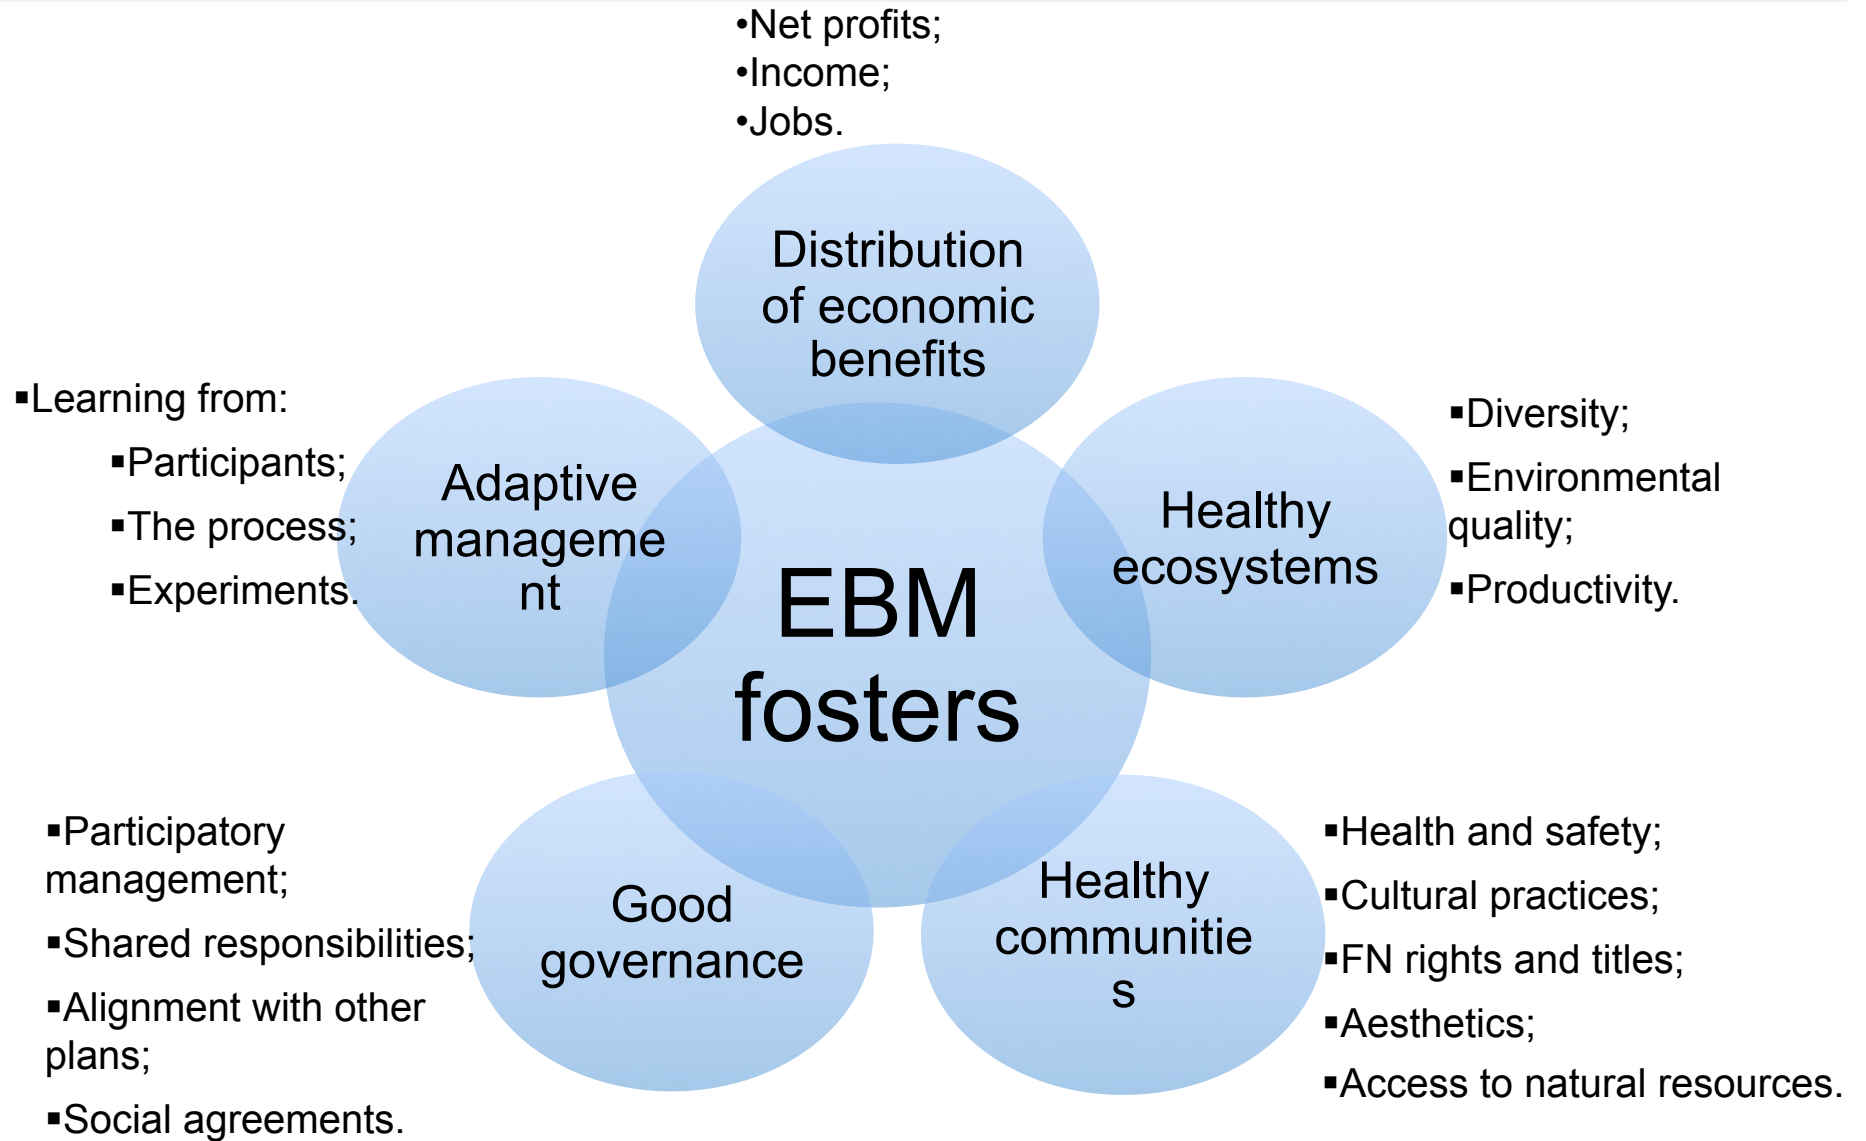 •Net profits;
•Income;
•Jobs.
Distribution
of economic
benefits
▪Learning from:
▪Participants;
▪The process;
▪Experiments.
Adaptive
manageme
nt
Healthy
ecosystems
▪Diversity;
▪Environmental
quality;
▪Productivity.
EBM
fosters
▪Participatory
management;
▪Shared responsibilities;
▪Alignment with other
plans;
▪Social agreements.
Good
governance
Healthy
communitie
s
▪Health and safety;
▪Cultural practices;
▪FN rights and titles;
▪Aesthetics;
▪Access to natural resources.